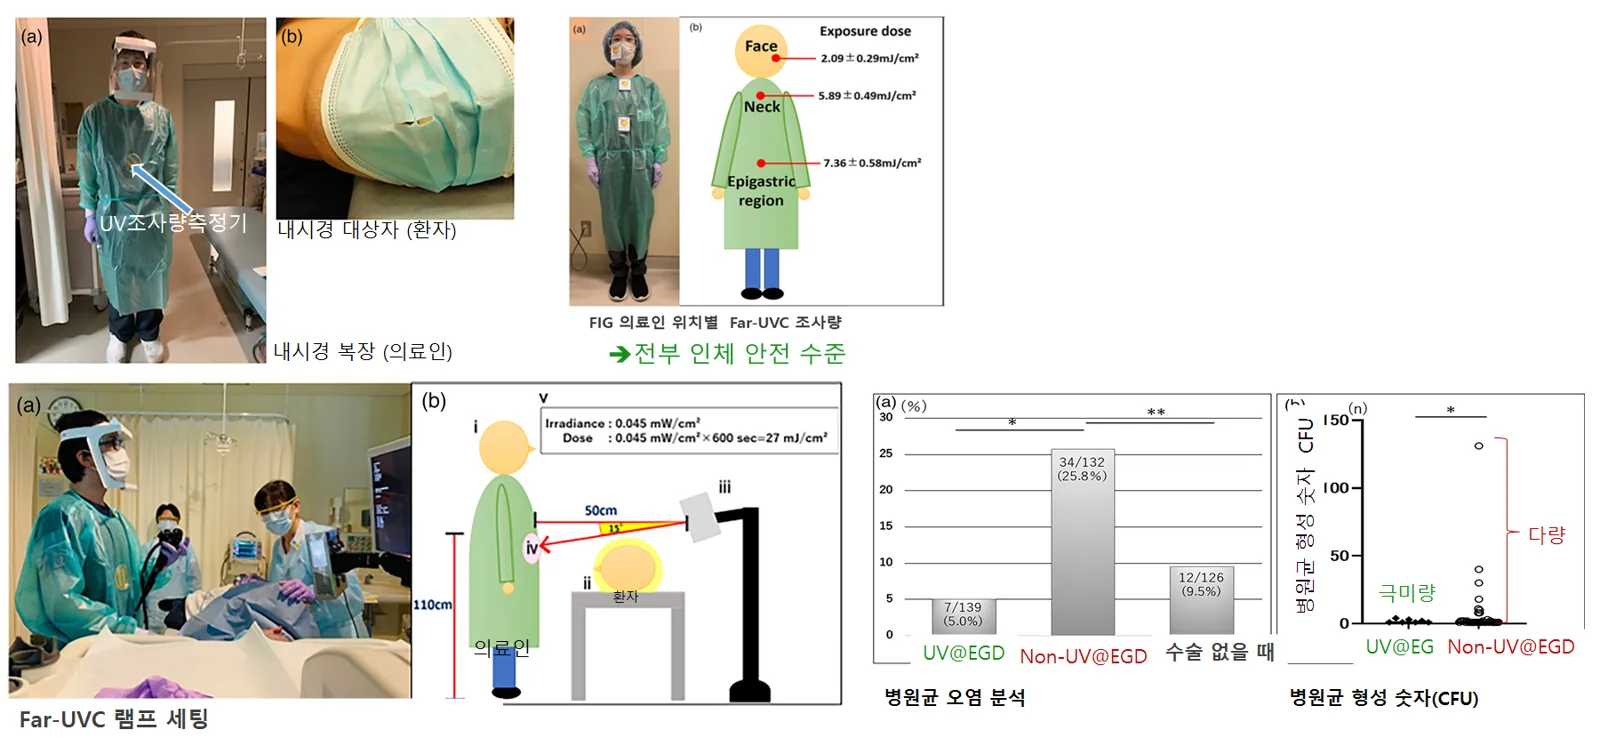 (a)
UV조사량측정기
(b)
내시경 대상자 (환자)
내시경 복장 (의료인)
(a)
(b)
Exposure dose
Face
2.09±0.29mJ/cm²
5.89±0.49mJ/cm²
Neck
7.36±0.58mJ/cm²
Epigastric
region
FIG 의료인 위치별 Far-UVC 조사량
➔전부 인체 안전 수준
(a)
Far-UVC 램프 세팅
(b)
v
Irradiance : 0.045 mW/cm²
Dose : 0.045 mW/cm²×600 sec=27 mJ/cm²
i
iii
50cm
15°
iv
ii
환자
110cm
의료인
(a) (%)
30
25
20
15
10
5
0
*
**
34/132
(25.8%)
12/126
(9.5%)
7/139
(5.0%)
UV@EGD
Non-UV@EGD
수술 없을 때
병원균 오염 분석
(n)
병원균 형성 숫자 CFU
150
100
50
0
*
다량
극미량
UV@EG
Non-UV@EGD
병원균 형성 숫자(CFU)